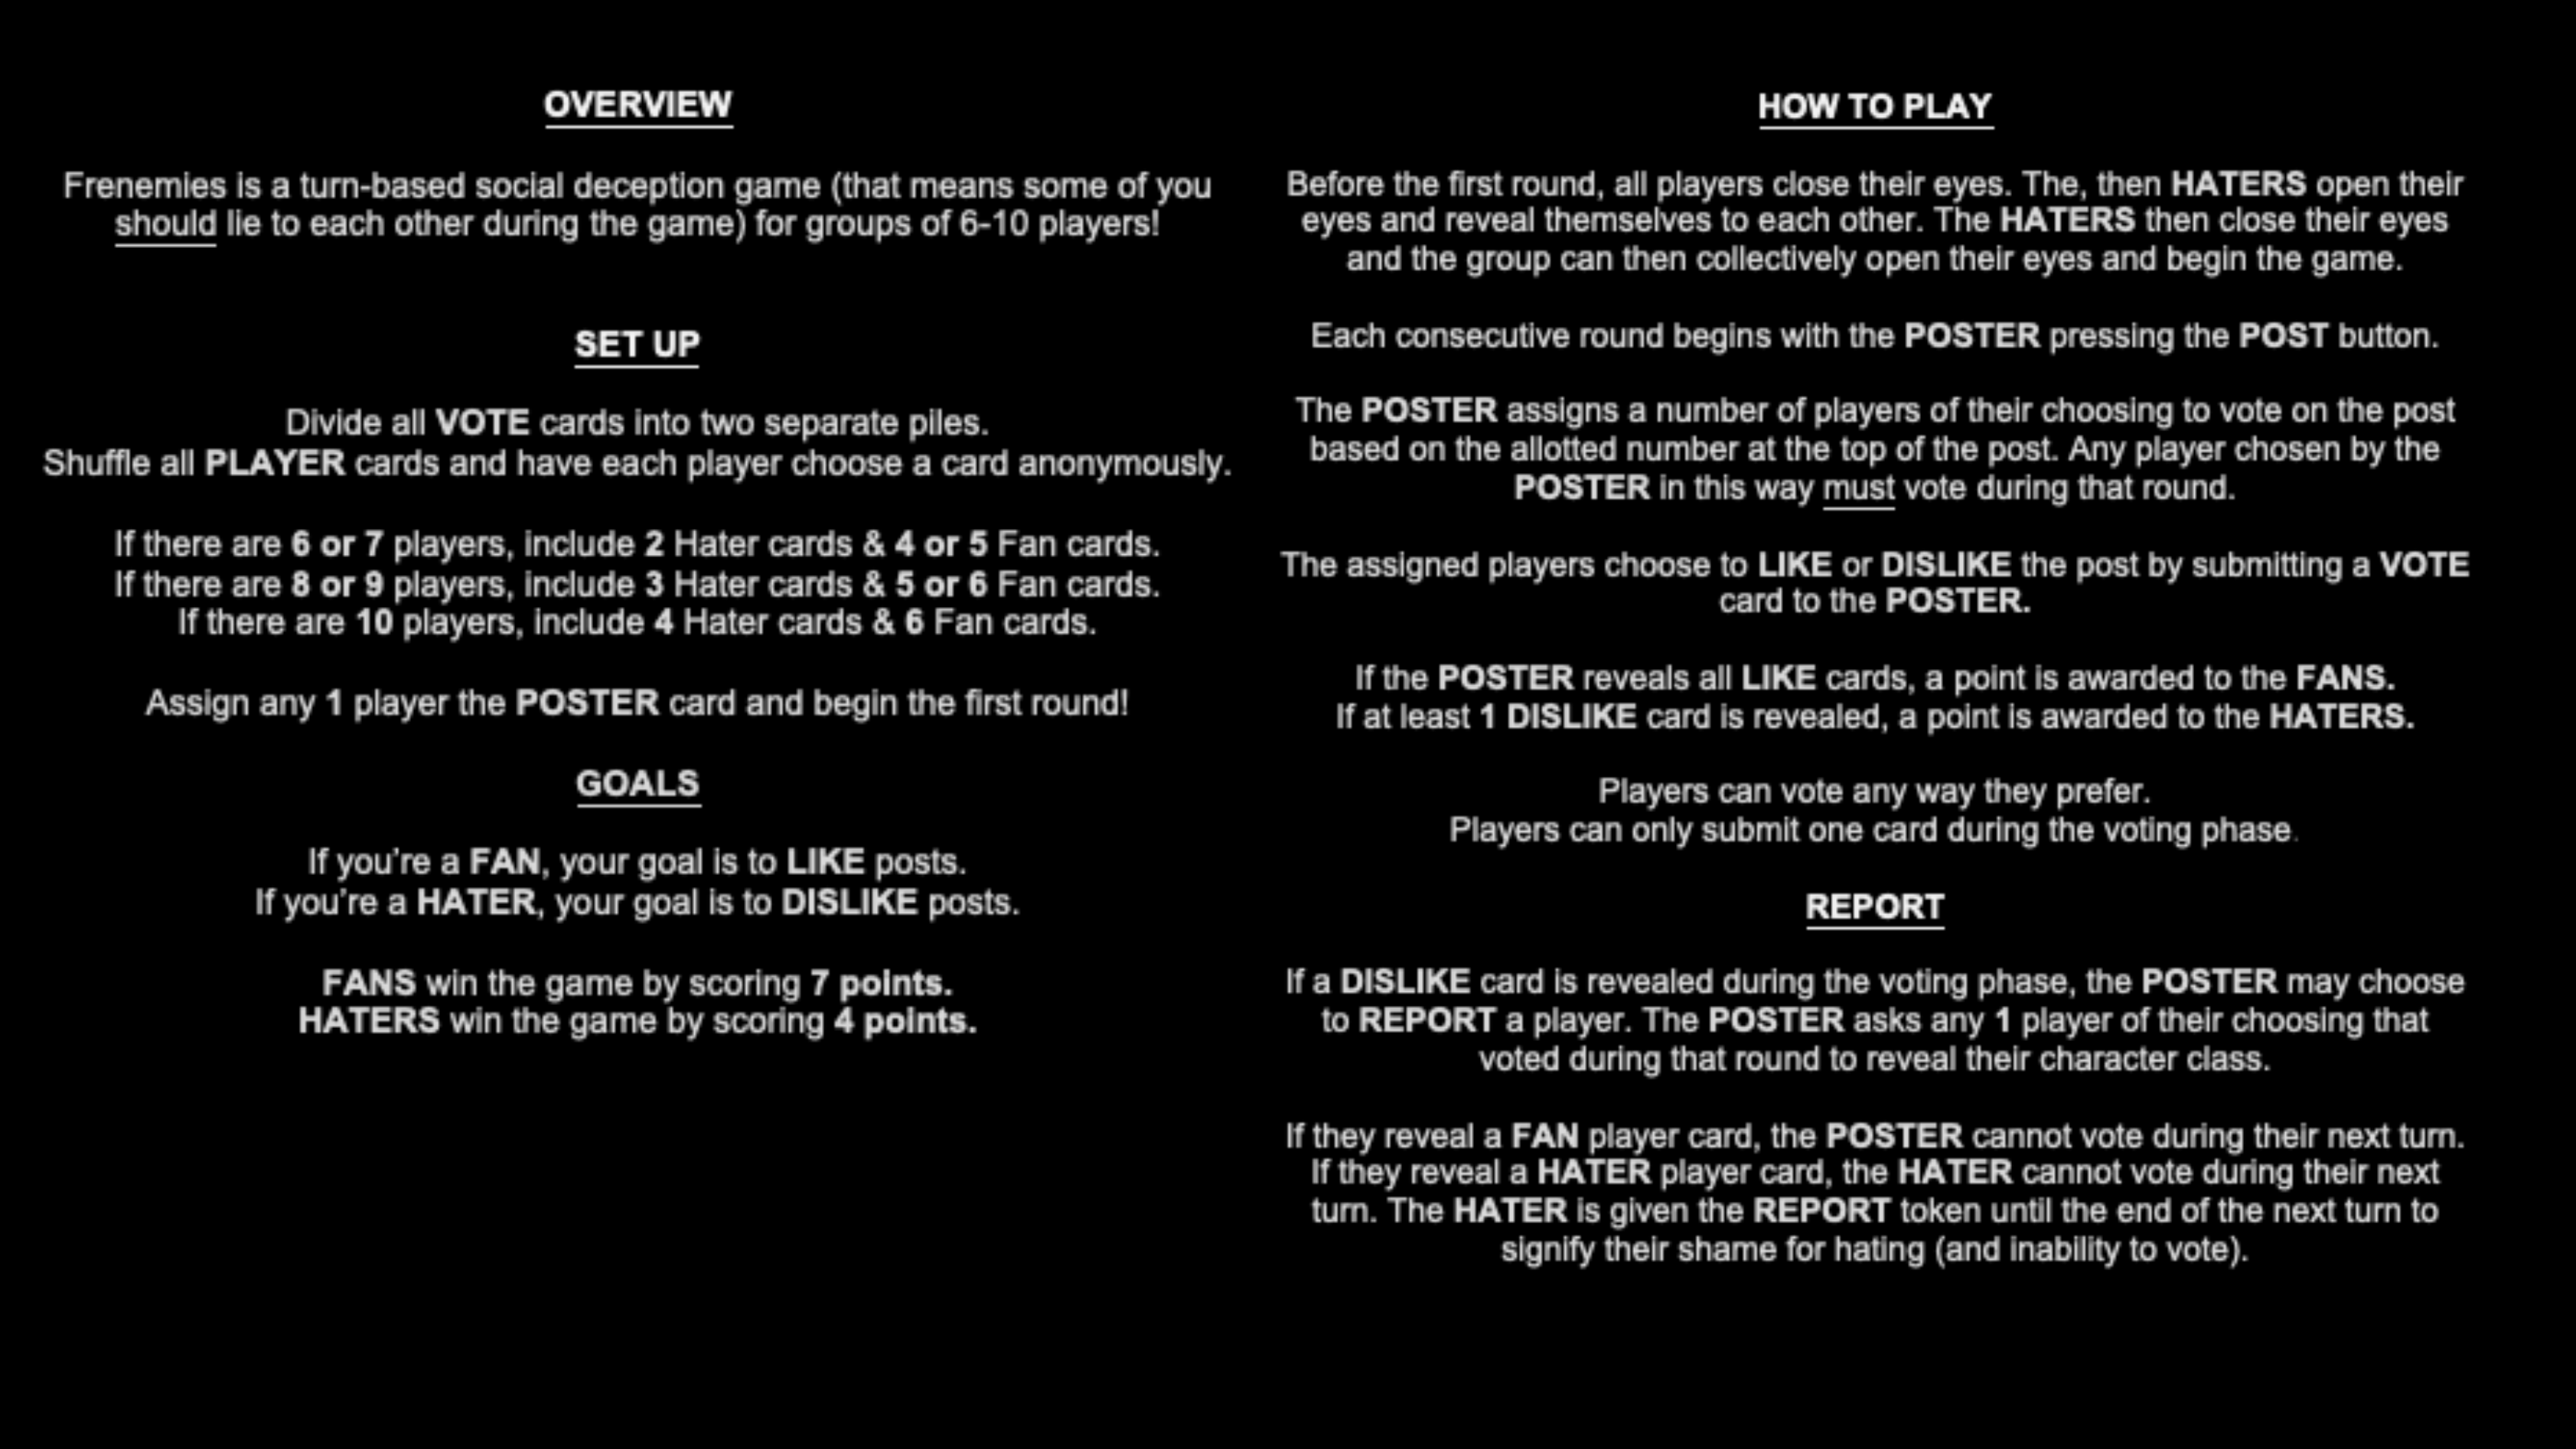 OVERVIEW
Frenemies is a turn-based social deception game (that means some of you
should lie to each other during the game) for groups of 6-10 players!
SET UP
Divide all VOTE cards into two separate piles.
Shuffle all PLAYER cards and have each player choose a card anonymously.
If there are 6 or 7 players, include 2 Hater cards & 4 or 5 Fan cards.
If there are 8 or 9 players, include 3 Hater cards & 5 or 6 Fan cards.
If there are 10 players, include 4 Hater cards & 6 Fan cards.
Assign any 1 player the POSTER card and begin the first round!
GOALS
If you're a FAN, your goal is to LIKE posts.
If you're a HATER, your goal is to DISLIKE posts.
FANS win the game by scoring 7 points.
HATERS win the game by scoring 4 points.
HOW TO PLAY
Before the first round, all players close their eyes. The, then HATERS open their
eyes and reveal themselves to each other. The HATERS then close their eyes
and the group can then collectively open their eyes and begin the game.
Each consecutive round begins with the POSTER pressing the POST button.
The POSTER assigns a number of players of their choosing to vote on the post
based on the allotted number at the top of the post. Any player chosen by the
POSTER in this way must vote during that round.
The assigned players choose to LIKE or DISLIKE the post by submitting a VOTE
card to the POSTER.
If the POSTER reveals all LIKE cards, a point is awarded to the FANS.
If at least 1 DISLIKE card is revealed, a point is awarded to the HATERS.
Players can vote any way they prefer.
Players can only submit one card during the voting phase.
REPORT
If a DISLIKE card is revealed during the voting phase, the POSTER may choose
to REPORT a player. The POSTER asks any 1 player of their choosing that
voted during that round to reveal their character class.
If they reveal a FAN player card, the POSTER cannot vote during their next turn.
If they reveal a HATER player card, the HATER cannot vote during their next
turn. The HATER is given the REPORT token until the end of the next turn to
signify their shame for hating (and inability to vote).